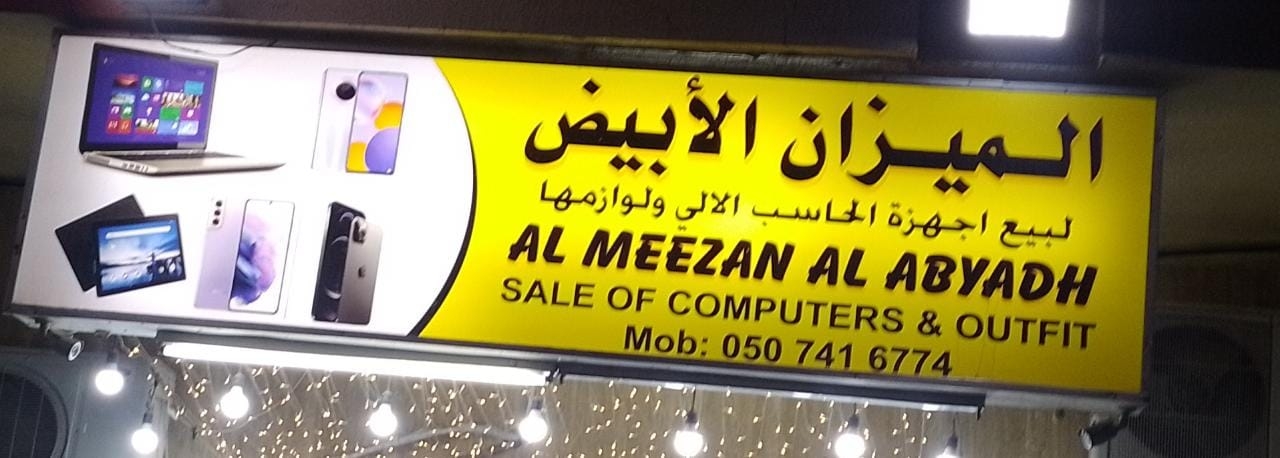 الميزان الأبيض
لبيع اجهزة الحاسب الالي ولوازمها
AL MEEZAN AL ABYADH
SALE OF COMPUTERS & OUTFIT
Mob: 050 741 6774